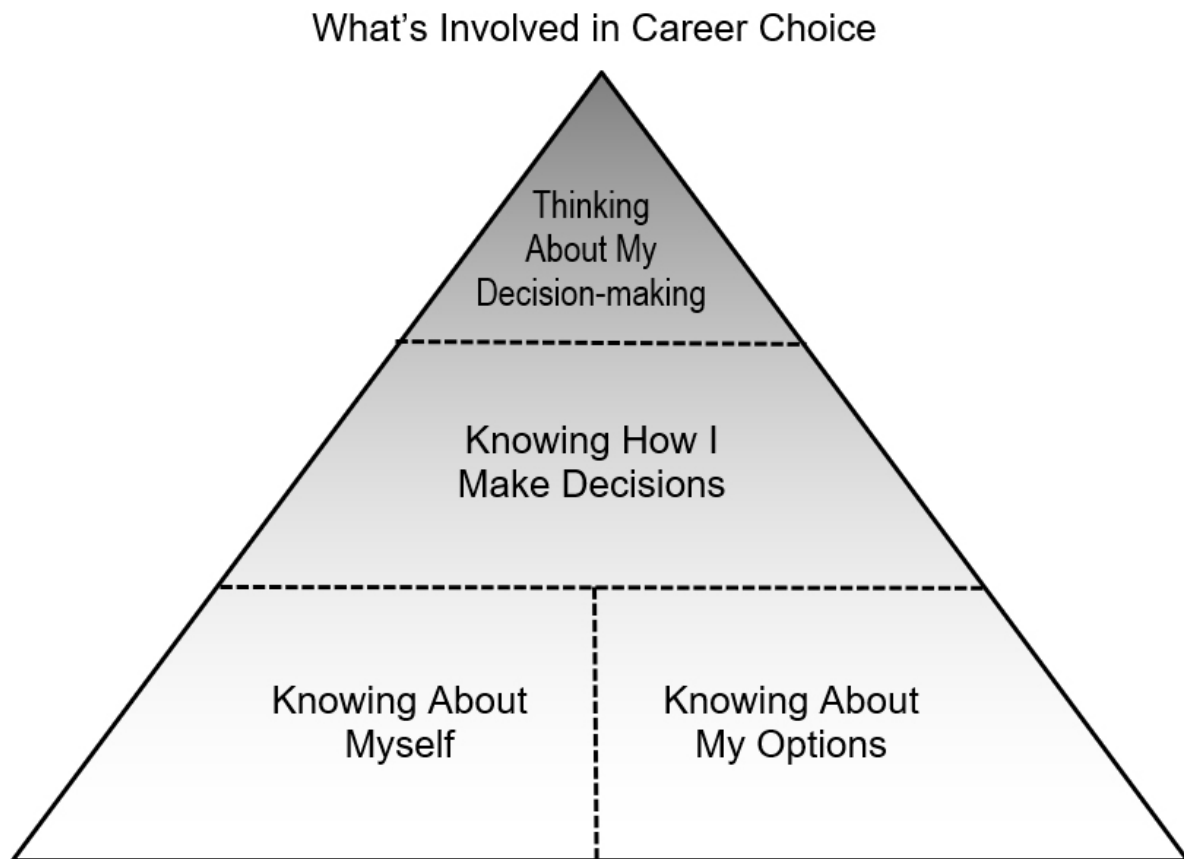 What’s Involved in Career Choice
Thinking
About My
Decision-making
Knowing How I
Make Decisions
Knowing About
Myself
Knowing About
My Options